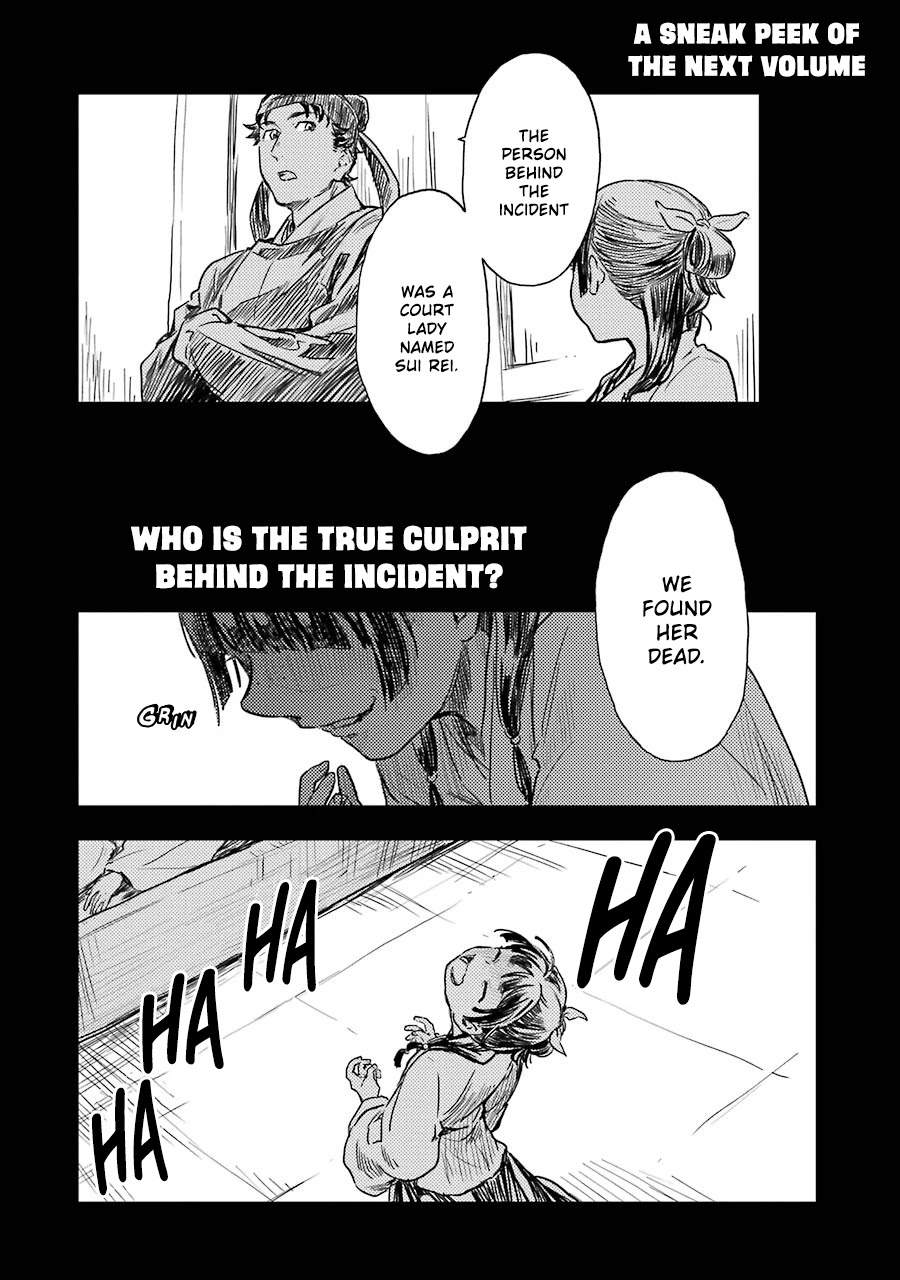 A SNEAK PEEK OF
THE NEXT VOLUME
THE
PERSON
BEHIND
THE
INCIDENT
WAS A
COURT
LADY
NAMED
SUI REI.
WE
FOUND
HER
DEAD.
WHO IS THE TRUE CULPRIT
BEHIND THE INCIDENT?
GRIN
HA
HA
HA
HA